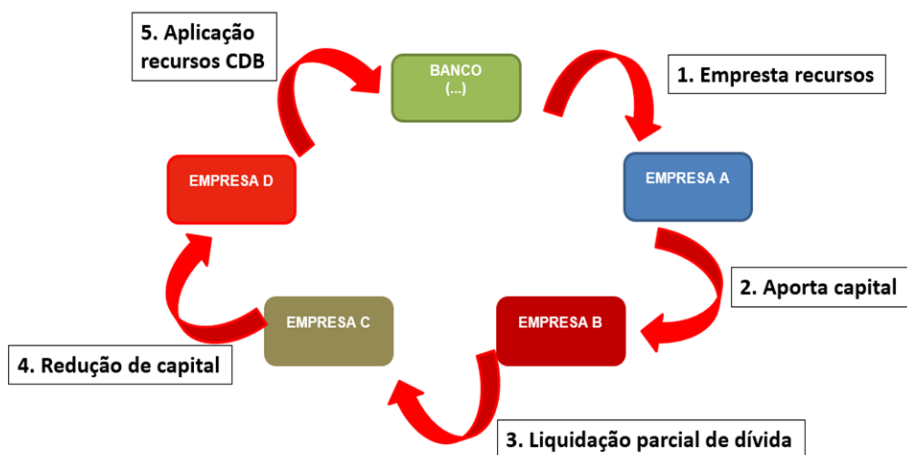 5. Aplicação
recursos CDB
BANCO
(...)
1. Empresta recursos
EMPRESA D
EMPRESA A
2. Aporta capital
EMPRESA C
EMPRESA B
4. Redução de capital
3. Liquidação parcial de dívida